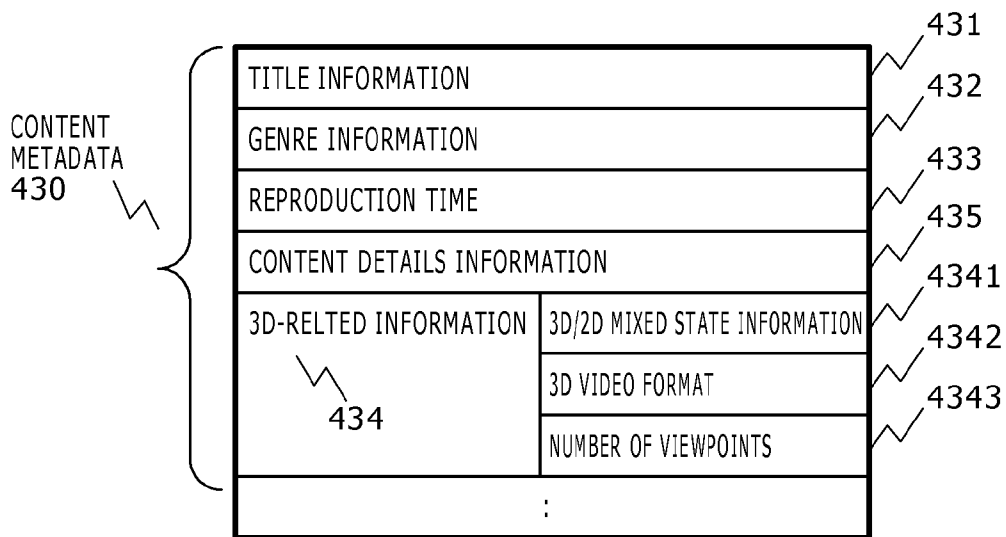 431
TITLE INFORMATION
432
GENRE INFORMATION
CONTENT
METADATA
430
433
REPRODUCTION TIME
435
CONTENT DETAILS INFORMATION
4341
3D-RELTED INFORMATION
434
3D/2D MIXED STATE INFORMATION
4342
3D VIDEO FORMAT
4343
NUMBER OF VIEWPOINTS
: